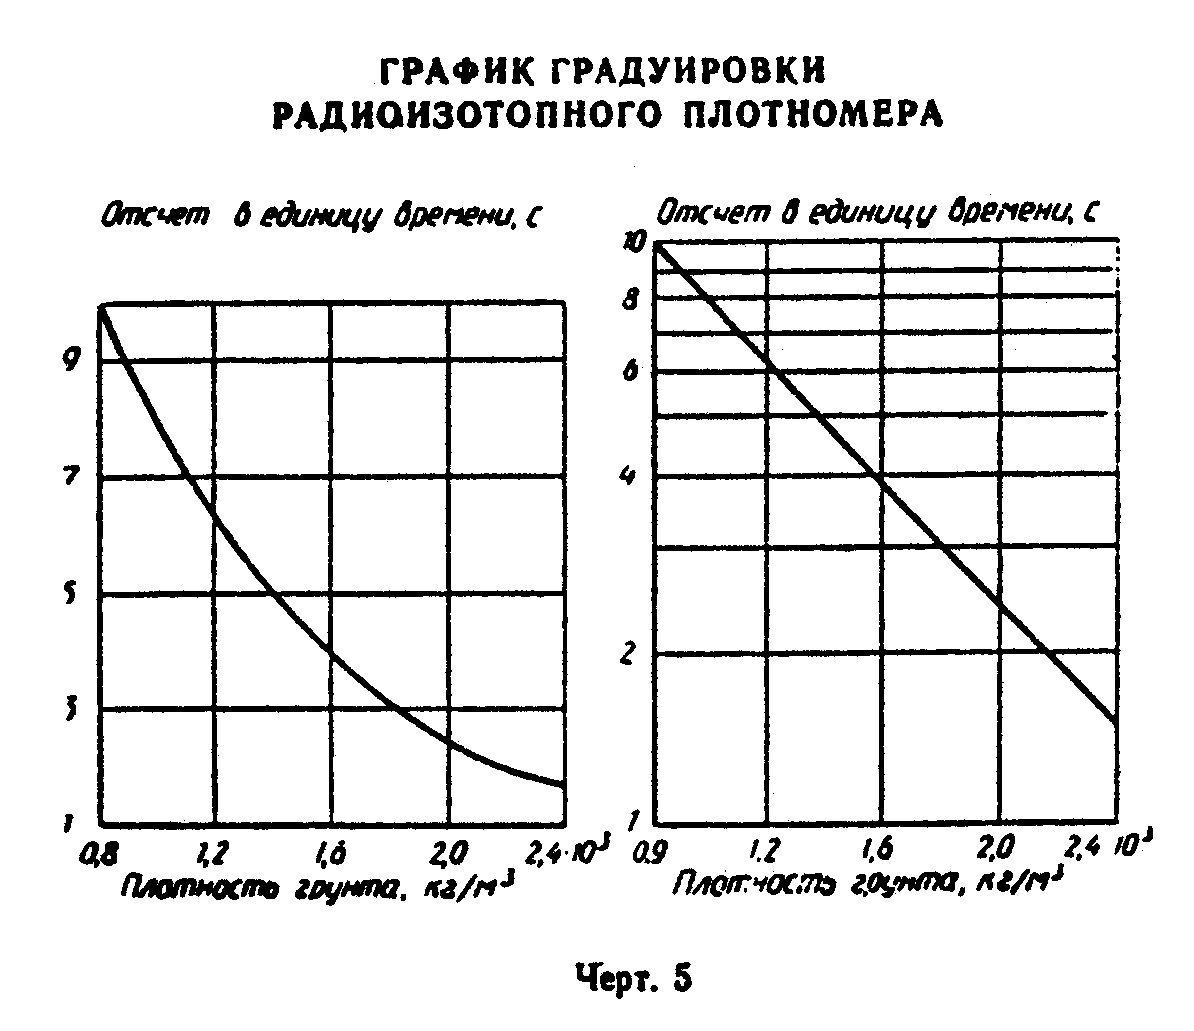 ГРАФИК ГРАДУИРОВКИ
РАДИОИЗОТОПНОГО ПЛОТНОМЕРА
Отсчет в единицу времени, с
9
7
5
3
1
0,8 1,2 1,6 2,0 2,4·10³
Плотность грунта, кг/м³
Отсчет в единицу времени, с
10
8
6
4
2
1
0.9 1.2 1,6 2,0 2,4 10³
Плотность грунта, кг/м³
Черт. 5